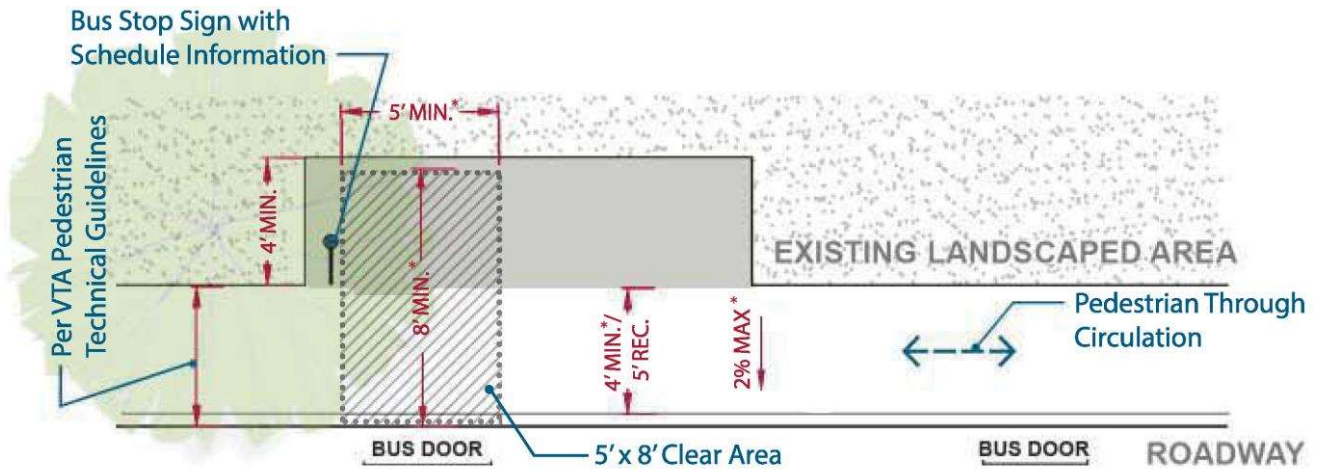 Bus Stop Sign with
Schedule Information
5' MIN.*
Per VTA Pedestrian
Technical Guidelines
4' MIN.
8' MIN.*
EXISTING LANDSCAPED AREA
4' MIN.*/
5' REC.
2% MAX*
Pedestrian Through
Circulation
BUS DOOR
5' x 8' Clear Area
BUS DOOR
ROADWAY